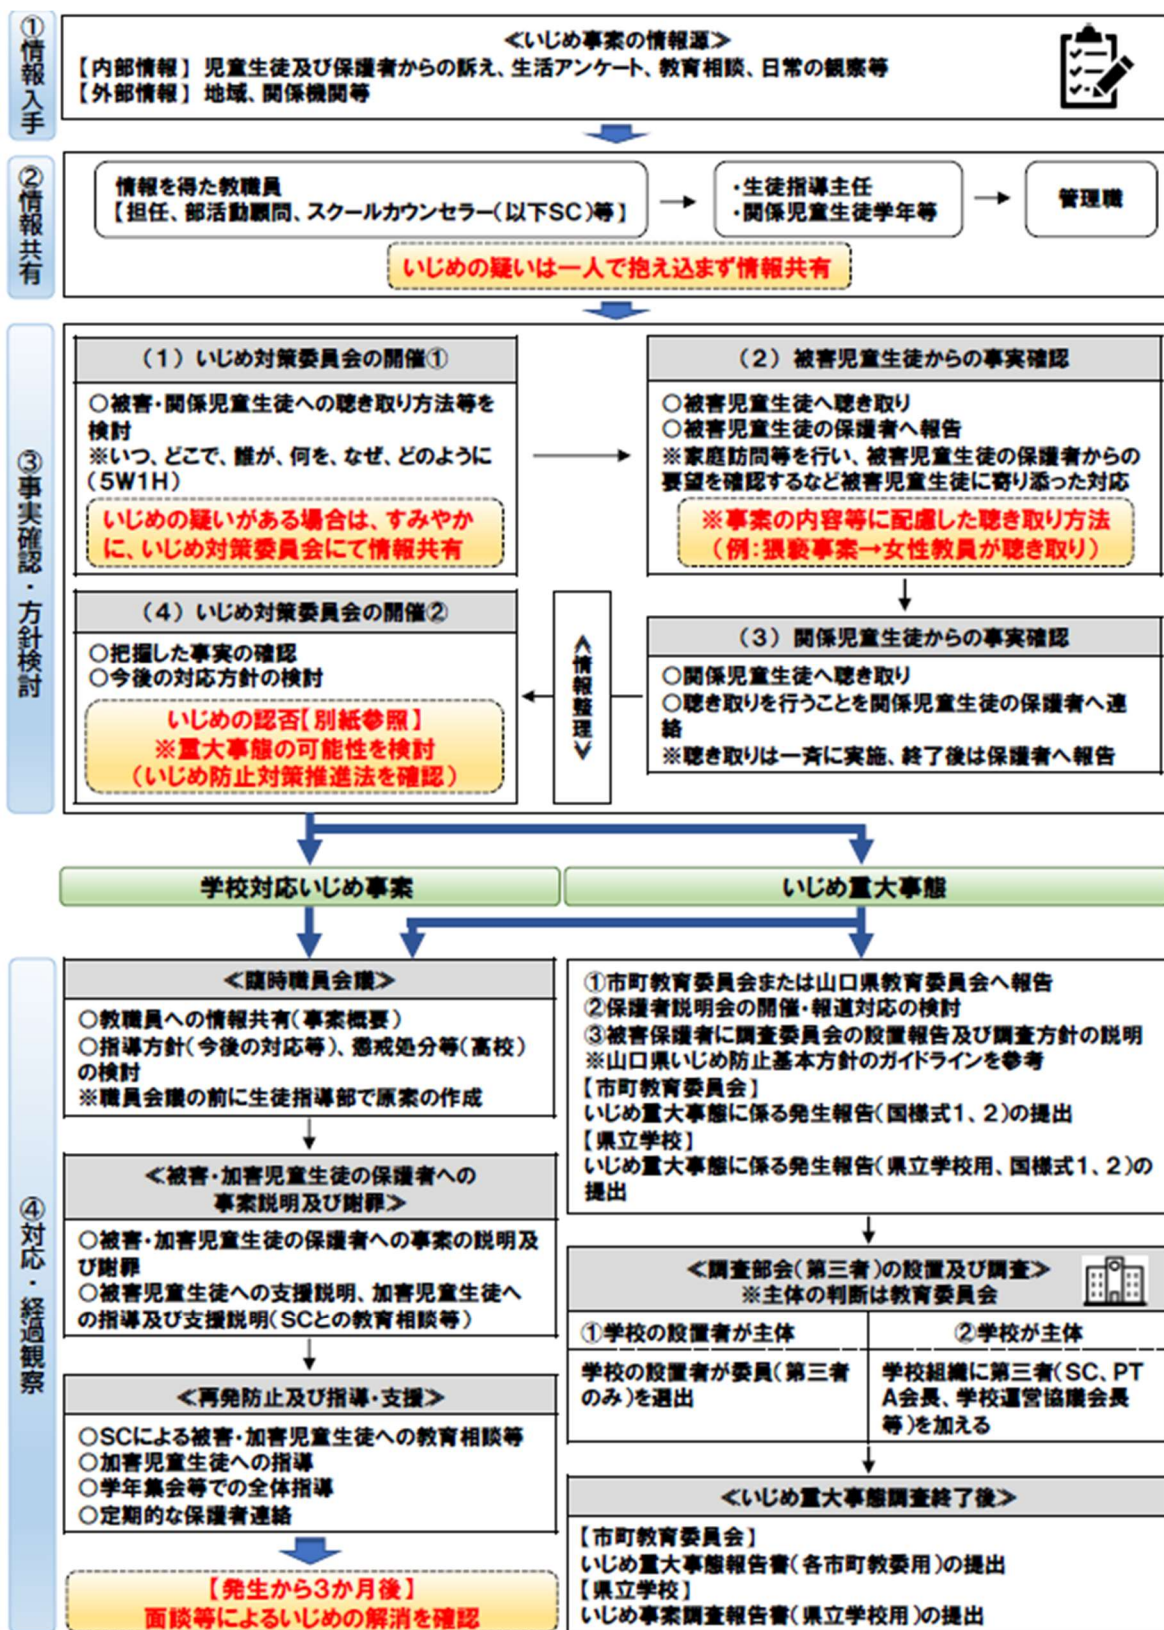 ①情報入手
≪いじめ事案の情報源≫
【内部情報】児童生徒及び保護者からの訴え、生活アンケート、教育相談、日常の観察等
【外部情報】地域、関係機関等
②情報共有
情報を得た教職員
【担任、部活動顧問、スクールカウンセラー(以下SC)等】
・生徒指導主任
・関係児童生徒学年等
管理職
いじめの疑いは一人で抱え込まず情報共有
③事実確認・方針検討
(1)いじめ対策委員会の開催①
○被害・関係児童生徒への聴き取り方法等を
検討
※いつ、どこで、誰が、何を、なぜ、どのように
(5W1H)
いじめの疑いがある場合は、すみやか
に、いじめ対策委員会にて情報共有
(2)被害児童生徒からの事実確認
○被害児童生徒へ聴き取り
○被害児童生徒の保護者へ報告
※家庭訪問等を行い、被害児童生徒の保護者からの
要望を確認するなど被害児童生徒に寄り添った対応
※事案の内容等に配慮した聴き取り方法
(例:猥褻事案→女性教員が聴き取り)
(3)関係児童生徒からの事実確認
○関係児童生徒へ聴き取り
○聴き取りを行うことを関係児童生徒の保護者へ連
絡
※聴き取りは一斉に実施、終了後は保護者へ報告
≪情報整理≫
(4)いじめ対策委員会の開催②
○把握した事実の確認
○今後の対応方針の検討
いじめの認否【別紙参照】
※重大事態の可能性を検討
(いじめ防止対策推進法を確認)
学校対応いじめ事案
いじめ重大事態
④対応・経過観察
≪臨時職員会議≫
○教職員への情報共有(事案概要)
○指導方針(今後の対応等)、懲戒処分等(高校)
の検討
※職員会議の前に生徒指導部で原案の作成
≪被害・加害児童生徒の保護者への
事案説明及び謝罪≫
○被害・加害児童生徒の保護者への事案の説明及
び謝罪
○被害児童生徒への支援説明、加害児童生徒へ
の指導及び支援説明(SCとの教育相談等)
≪再発防止及び指導・支援≫
○SCによる被害・加害児童生徒への教育相談等
○加害児童生徒への指導
○学年集会等での全体指導
○定期的な保護者連絡
【発生から3か月後】
面談等によるいじめの解消を確認
①市町教育委員会または山口県教育委員会へ報告
②保護者説明会の開催・報道対応の検討
③被害保護者に調査委員会の設置報告及び調査方針の説明
※山口県いじめ防止基本方針のガイドラインを参考
【市町教育委員会】
いじめ重大事態に係る発生報告(国様式1、2)の提出
【県立学校】
いじめ重大事態に係る発生報告(県立学校用、国様式1、2)の
提出
≪調査部会(第三者)の設置及び調査≫
※主体の判断は教育委員会
①学校の設置者が主体
学校の設置者が委員(第三者
のみ)を選出
②学校が主体
学校組織に第三者(SC、PT
A会長、学校運営協議会長
等)を加える
≪いじめ重大事態調査終了後≫
【市町教育委員会】
いじめ重大事態報告書(各市町教委用)の提出
【県立学校】
いじめ事案調査報告書(県立学校用)の提出